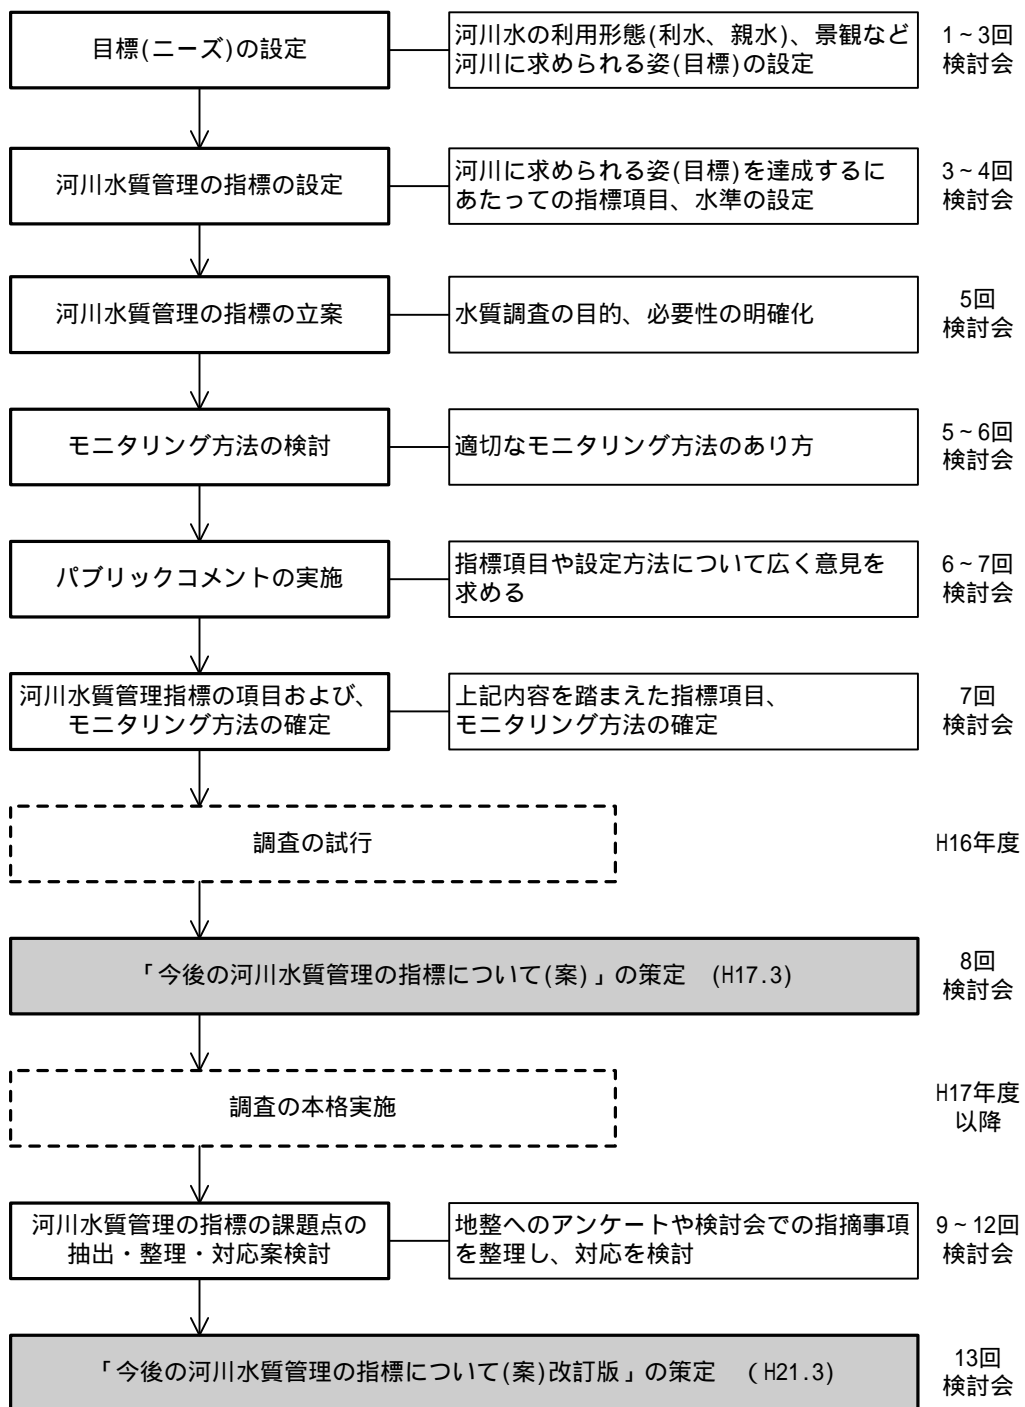 目標(ニーズ)の設定
河川水の利用形態(利水、親水)、景観など
河川に求められる姿(目標)の設定
1~3回
検討会
河川水質管理の指標の設定
河川に求められる姿(目標)を達成するに
あたっての指標項目、水準の設定
3~4回
検討会
河川水質管理の指標の立案
水質調査の目的、必要性の明確化
5回
検討会
モニタリング方法の検討
適切なモニタリング方法のあり方
5~6回
検討会
パブリックコメントの実施
指標項目や設定方法について広く意見を
求める
6~7回
検討会
河川水質管理指標の項目および、
モニタリング方法の確定
上記内容を踏まえた指標項目、
モニタリング方法の確定
7回
検討会
調査の試行
H16年度
「今後の河川水質管理の指標について(案)」の策定 (H17.3)
8回
検討会
調査の本格実施
H17年度
以降
河川水質管理の指標の課題点の
抽出・整理・対応案検討
地整へのアンケートや検討会での指摘事項
を整理し、対応を検討
9~12回
検討会
「今後の河川水質管理の指標について(案)改訂版」の策定 (H21.3)
13回
検討会